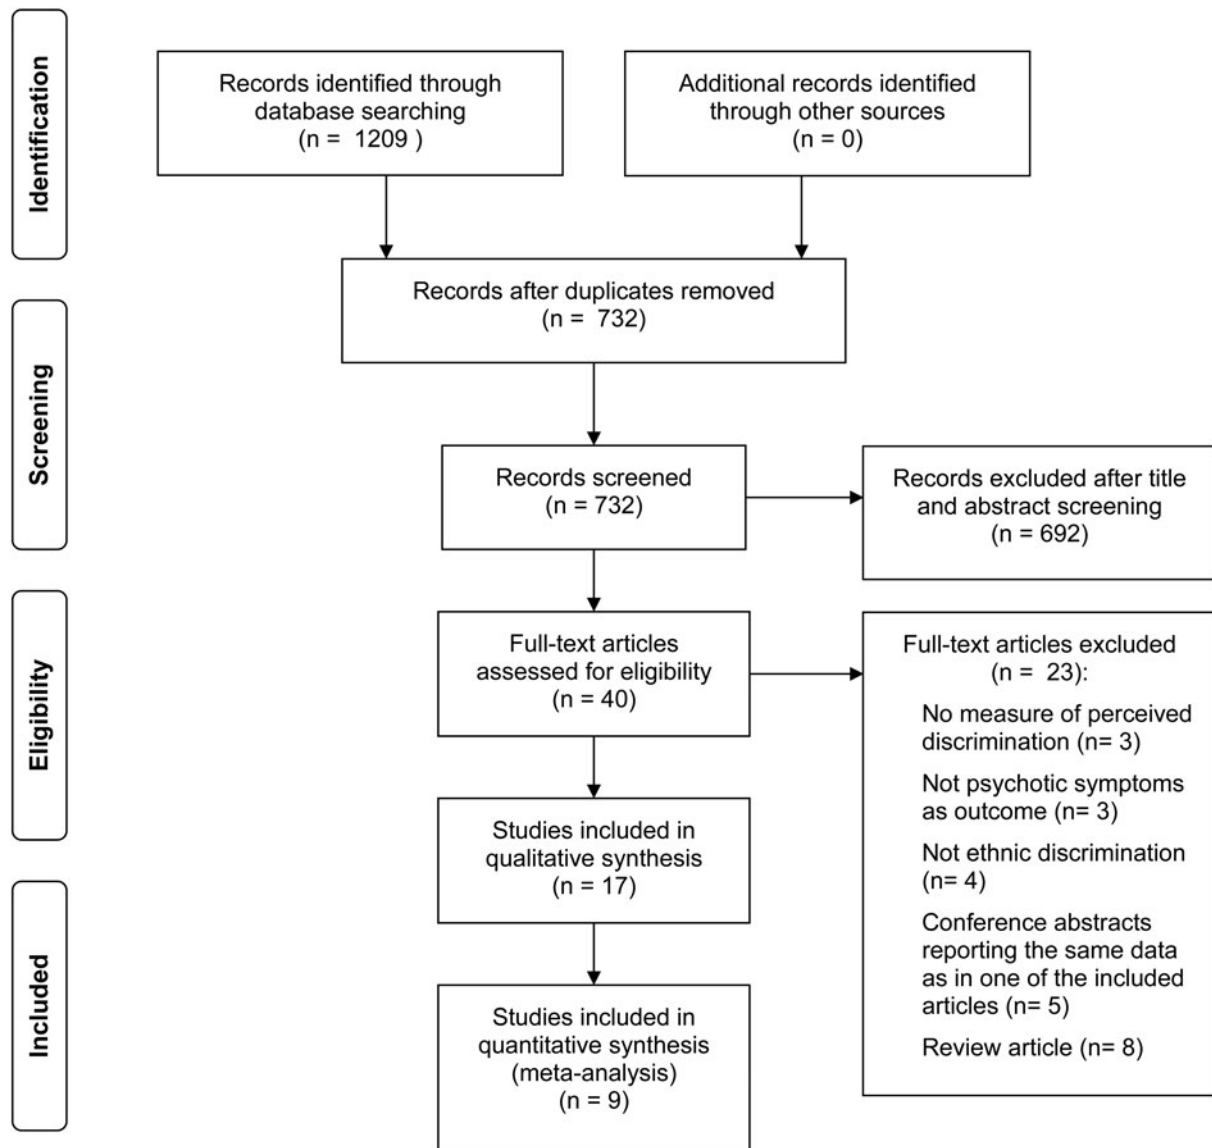 Identification
Records identified through
database searching
(n = 1209 )
Additional records identified
through other sources
(n = 0)
Records after duplicates removed
(n = 732)
Screening
Records screened
(n = 732)
Records excluded after title
and abstract screening
(n = 692)
Eligibility
Full-text articles
assessed for eligibility
(n = 40)
Full-text articles excluded
(n = 23):
No measure of perceived
discrimination (n= 3)
Not psychotic symptoms
as outcome (n= 3)
Not ethnic discrimination
(n= 4)
Conference abstracts
reporting the same data
as in one of the included
articles (n= 5)
Review article (n= 8)
Studies included in
qualitative synthesis
(n = 17)
Included
Studies included in
quantitative synthesis
(meta-analysis)
(n = 9)